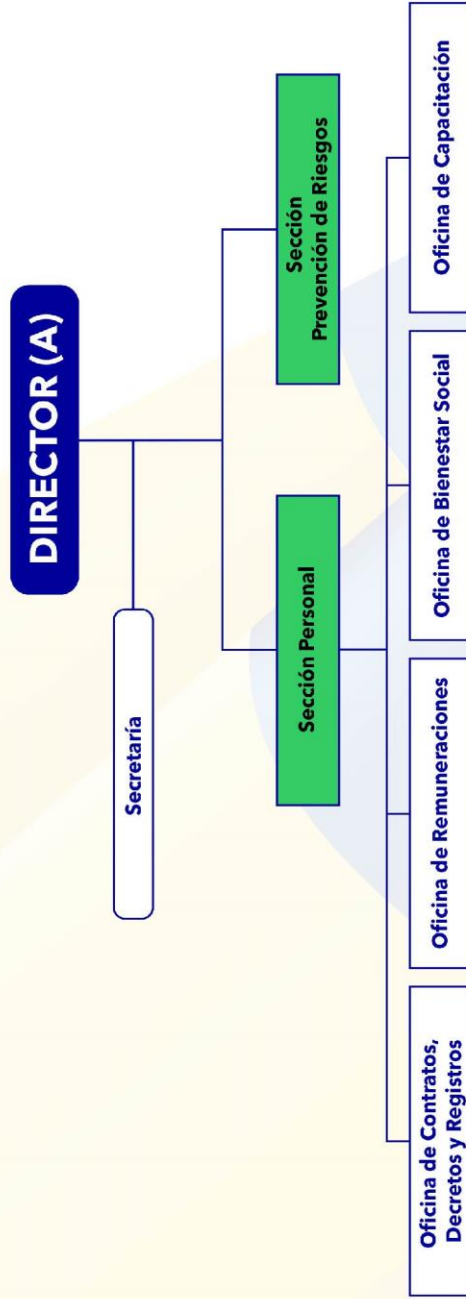 DIRECTOR (A)
Secretaría
Sección Personal
Sección
Prevención de Riesgos
Oficina de Contratos,
Decretos y Registros
Oficina de Remuneraciones
Oficina de Bienestar Social
Oficina de Capacitación